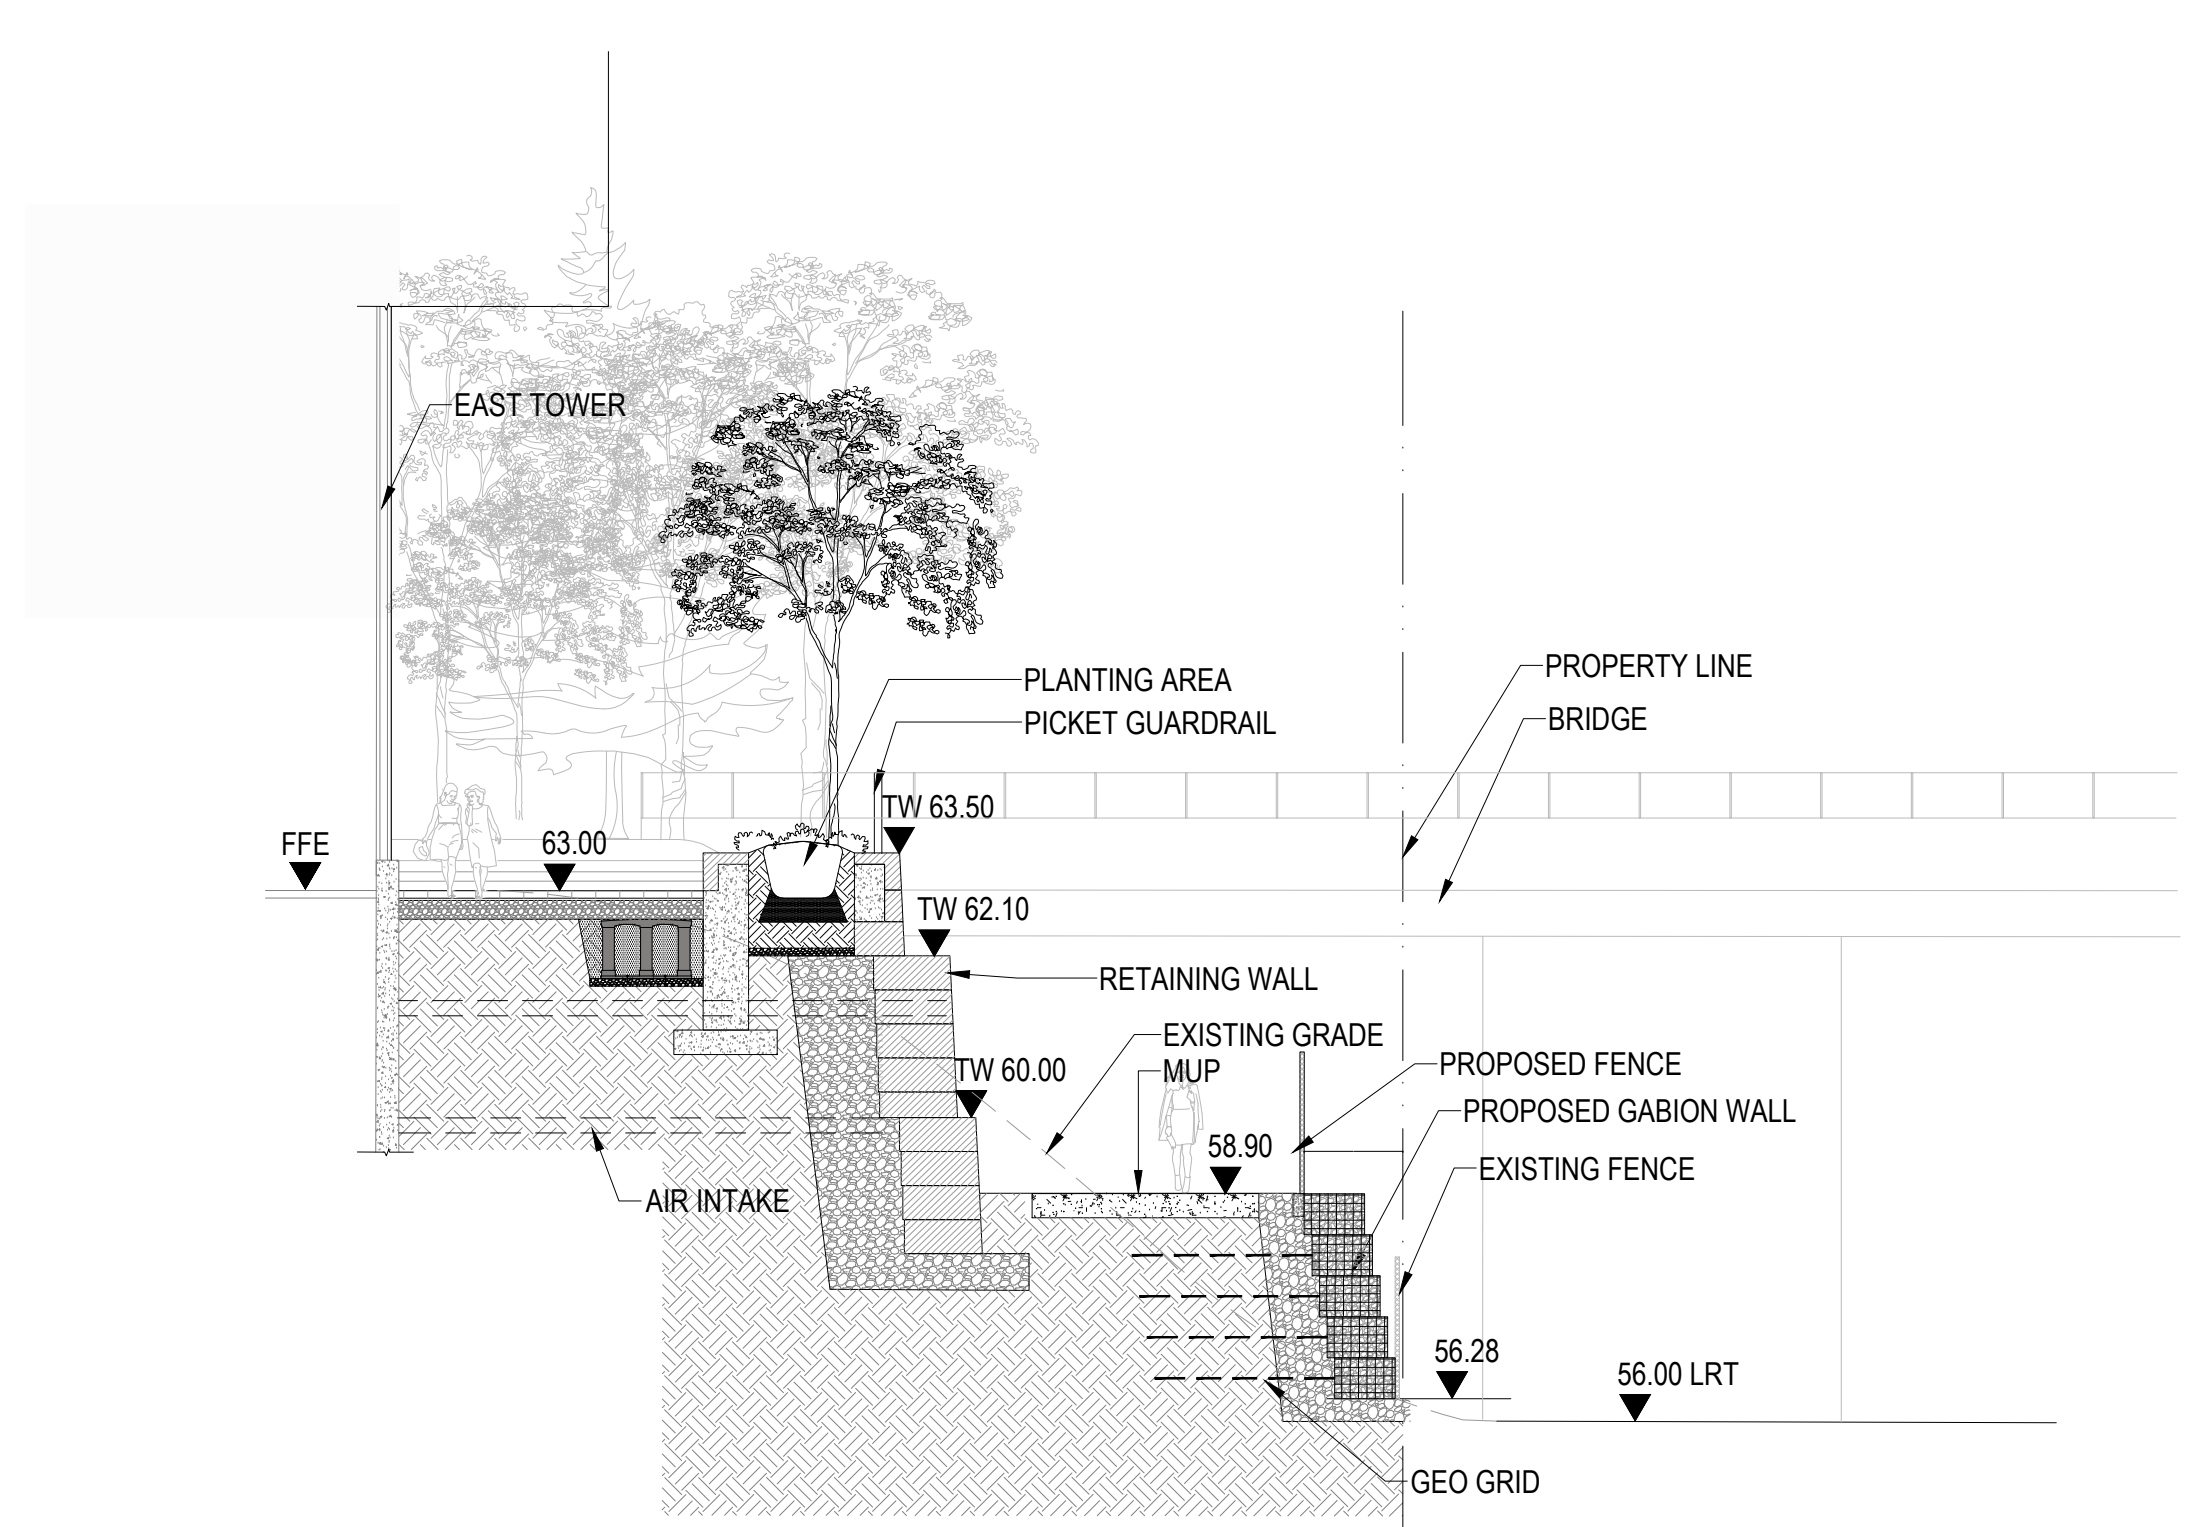 EAST TOWER
PROPERTY LINE
PLANTING AREA
BRIDGE
PICKET GUARDRAIL
TW 63.50
FFE
63.00
TW 62.10
RETAINING WALL
EXISTING GRADE
PROPOSED FENCE
MUP
TW 60.00
PROPOSED GABION WALL
58.90
EXISTING FENCE
AIR INTAKE
56.28
56.00 LRT
GEO GRID